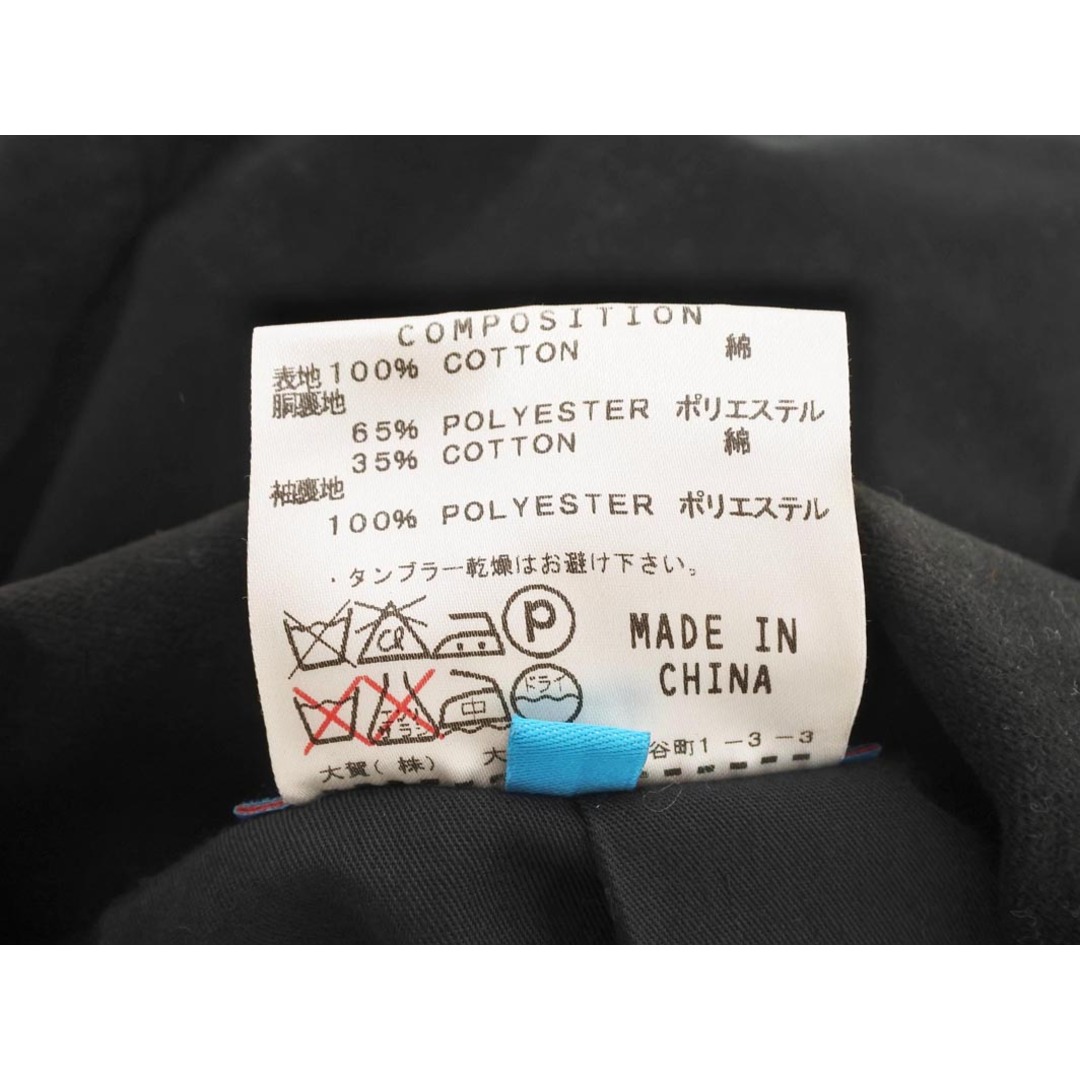 COMPOSITION
表地 100% COTTON 綿
胴裏地
65% POLYESTER ポリエステル
35% COTTON 綿
袖裏地
100% POLYESTER ポリエステル
・タンブラー乾燥はお避け下さい。
P
MADE IN
CHINA
中 ドライ
大賀(株) 大 谷町1-3-3